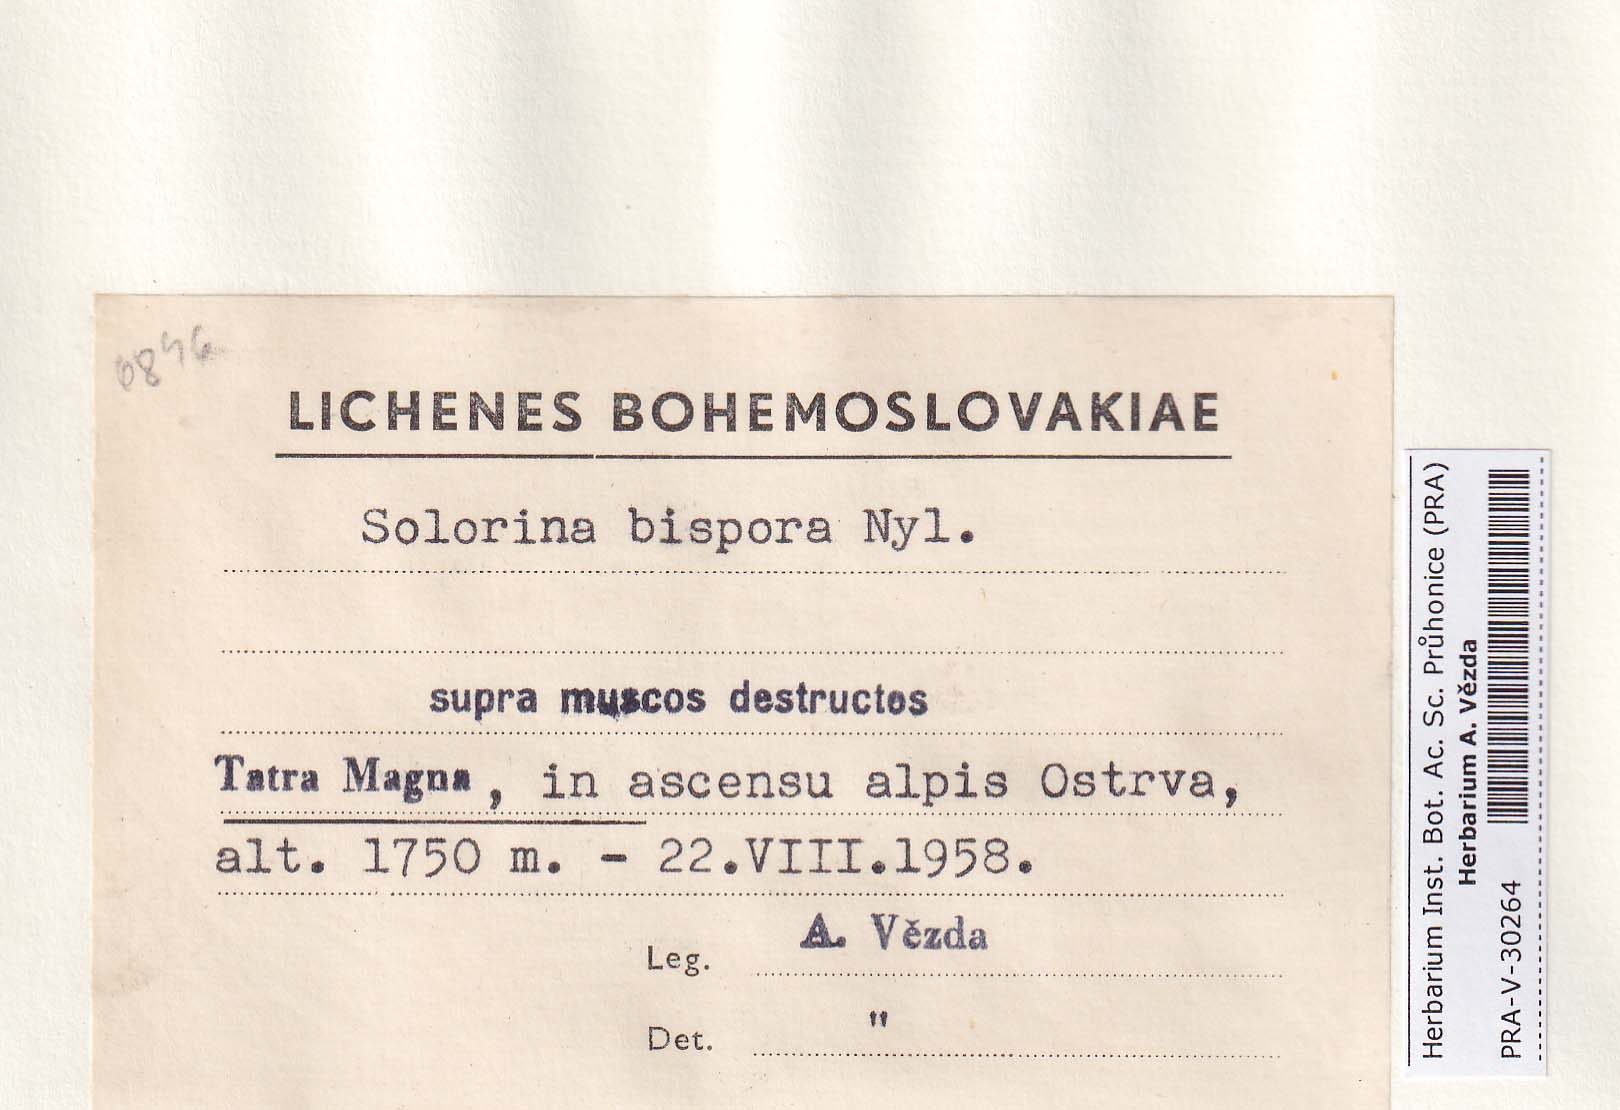 LICHENES BOHEMOSLOVAKIAE
Solorina bispora Nyl.
supra muscos destructos
Tatra Magna, in ascensu alpis Ostrva,
alt. 1750 m. - 22.VIII.1958.
Leg. A. Vězda
Det. "
Herbarium Inst. Bot. Ac. Sc. Průhonice (PRA)
Herbarium A. Vězda
PRA-V-30264